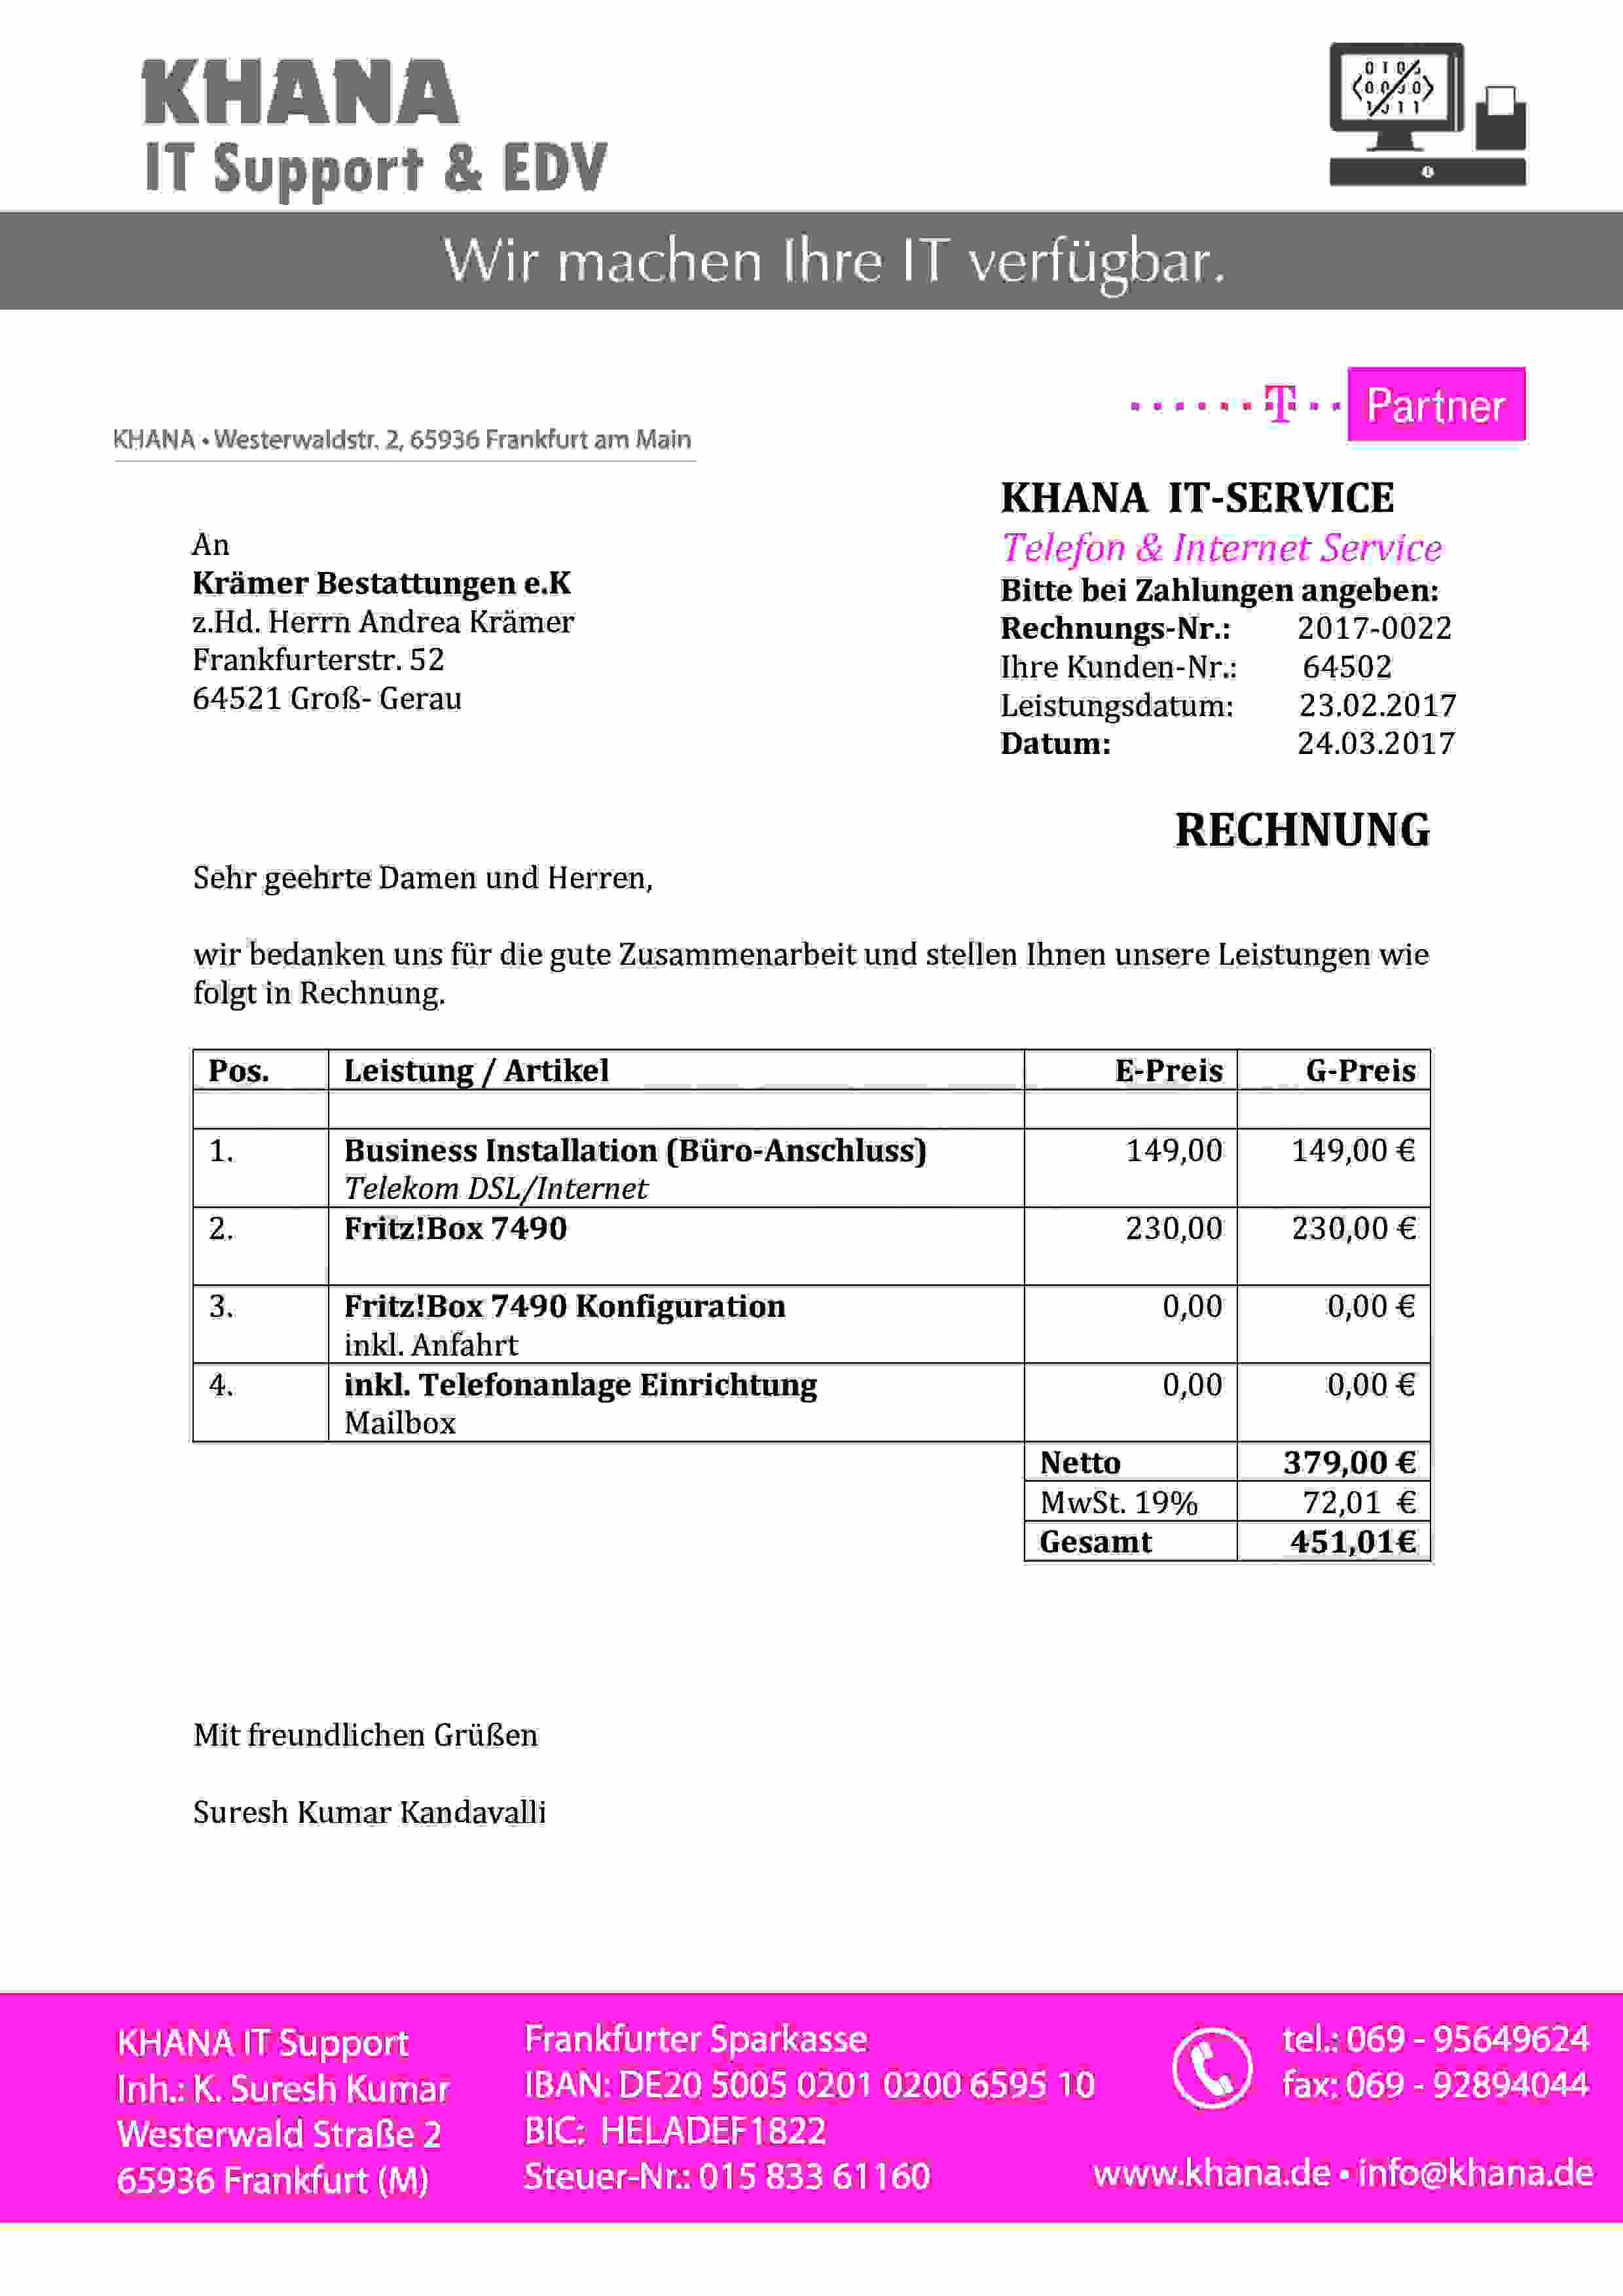 KHANA
IT Support & EDV
Wir machen Ihre IT verfügbar.
T Partner
KHANA • Westerwaldstr. 2, 65936 Frankfurt am Main
KHANA IT-SERVICE
Telefon & Internet Service
Bitte bei Zahlungen angeben:
Rechnungs-Nr.: 2017-0022
Ihre Kunden-Nr.: 64502
Leistungsdatum: 23.02.2017
Datum: 24.03.2017
An
Krämer Bestattungen e.K
z.Hd. Herrn Andrea Krämer
Frankfurterstr. 52
64521 Groß- Gerau
RECHNUNG
Sehr geehrte Damen und Herren,
wir bedanken uns für die gute Zusammenarbeit und stellen Ihnen unsere Leistungen wie
folgt in Rechnung.
Pos. Leistung / Artikel E-Preis G-Preis
1. Business Installation (Büro-Anschluss) 149,00 149,00 €
Telekom DSL/Internet
2. Fritz!Box 7490 230,00 230,00 €
3. Fritz!Box 7490 Konfiguration 0,00 0,00 €
inkl. Anfahrt
4. inkl. Telefonanlage Einrichtung 0,00 0,00 €
Mailbox
Netto 379,00 €
MwSt. 19% 72,01 €
Gesamt 451,01€
Mit freundlichen Grüßen
Suresh Kumar Kandavalli
KHANA IT Support
Inh.: K. Suresh Kumar
Westerwald Straße 2
65936 Frankfurt (M)
Frankfurter Sparkasse
IBAN: DE20 5005 0201 0200 6595 10
BIC: HELADEF1822
Steuer-Nr.: 015 833 61160
tel.: 069 - 95649624
fax: 069 - 92894044
www.khana.de • info@khana.de